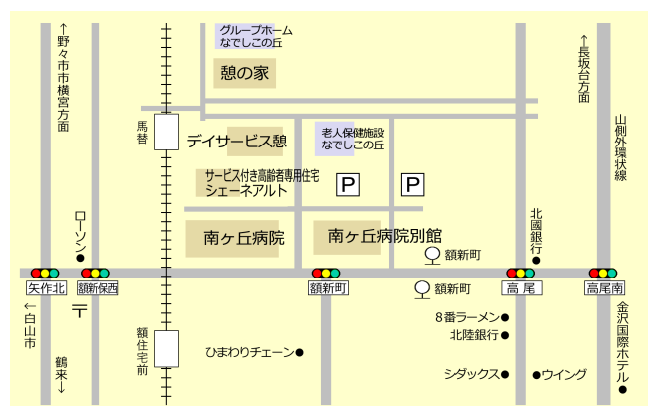 グループホーム
なでしこの丘
憩の家
←野々市市横宮方面
←長坂台方面
山側外環状線
馬替
デイサービス憩
老人保健施設
なでしこの丘
サービス付き高齢者専用住宅
シェーネアルト
P
P
南ヶ丘病院
南ヶ丘病院別館
ローソン
北國銀行
額新町
矢作北
額新保西
額新町
額新町
高尾
高尾南
←白山市
〒
鶴来→
額住宅前
ひまわりチェーン
8番ラーメン
北陸銀行
シダックス
ウイング
金沢国際ホテル